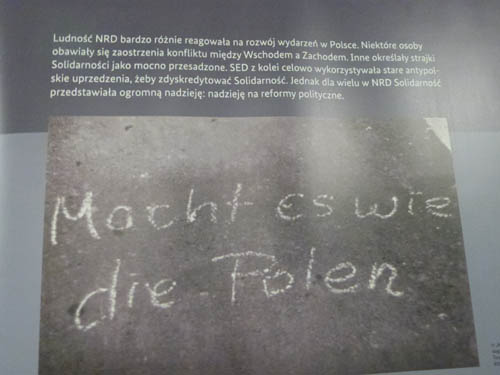 Ludność NRD bardzo różnie reagowała na rozwój wydarzeń w Polsce. Niektóre osoby
obawiały się zaostrzenia konfliktu między Wschodem a Zachodem. Inne określały strajki
Solidarności jako mocno przesadzone. SED z kolei celowo wykorzystywała stare antypol-
skie uprzedzenia, żeby zdyskredytować Solidarność. Jednak dla wielu w NRD Solidarność
przedstawiała ogromną nadzieję: nadzieję na reformy polityczne.
Macht es wie
die Polen